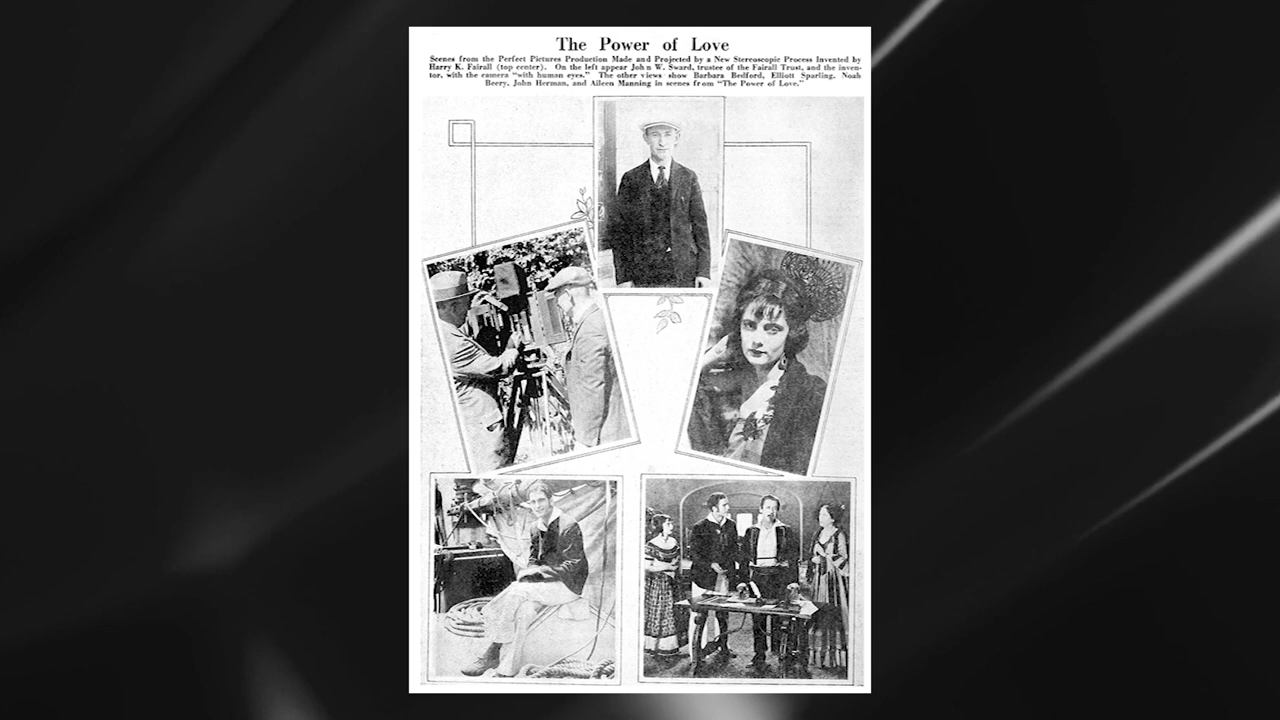 The Power of Love
Scenes from the Perfect Pictures Production Made and Projected by a New Stereoscopic Process Invented by
Harry K. Fairall (top center). On the left appear John W. Sward, trustee of the Fairall Trust, and the inven-
tor, with the camera "with human eyes." The other views show Barbara Bedford, Elliott Sparling, Noah
Beery, John Herman, and Aileen Manning in scenes from "The Power of Love."